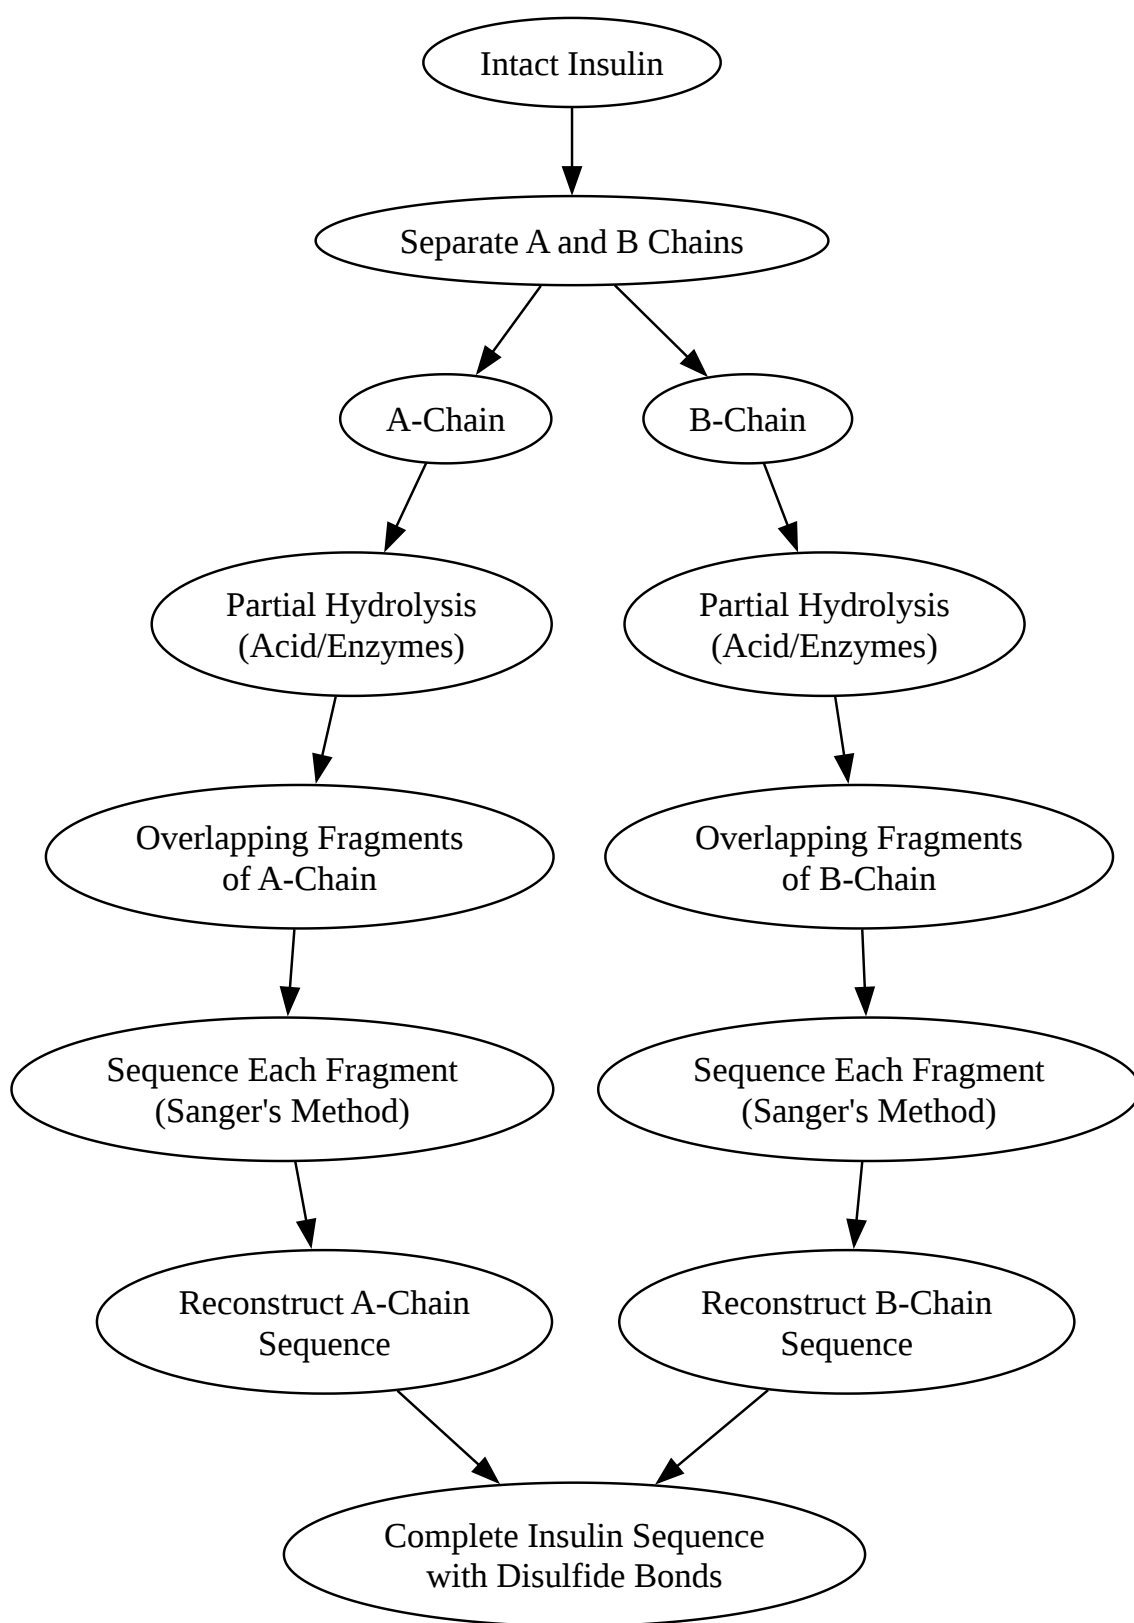 Intact Insulin
Separate A and B Chains
A-Chain
B-Chain
Partial Hydrolysis
(Acid/Enzymes)
Partial Hydrolysis
(Acid/Enzymes)
Overlapping Fragments
of A-Chain
Overlapping Fragments
of B-Chain
Sequence Each Fragment
(Sanger's Method)
Sequence Each Fragment
(Sanger's Method)
Reconstruct A-Chain
Sequence
Reconstruct B-Chain
Sequence
Complete Insulin Sequence
with Disulfide Bonds